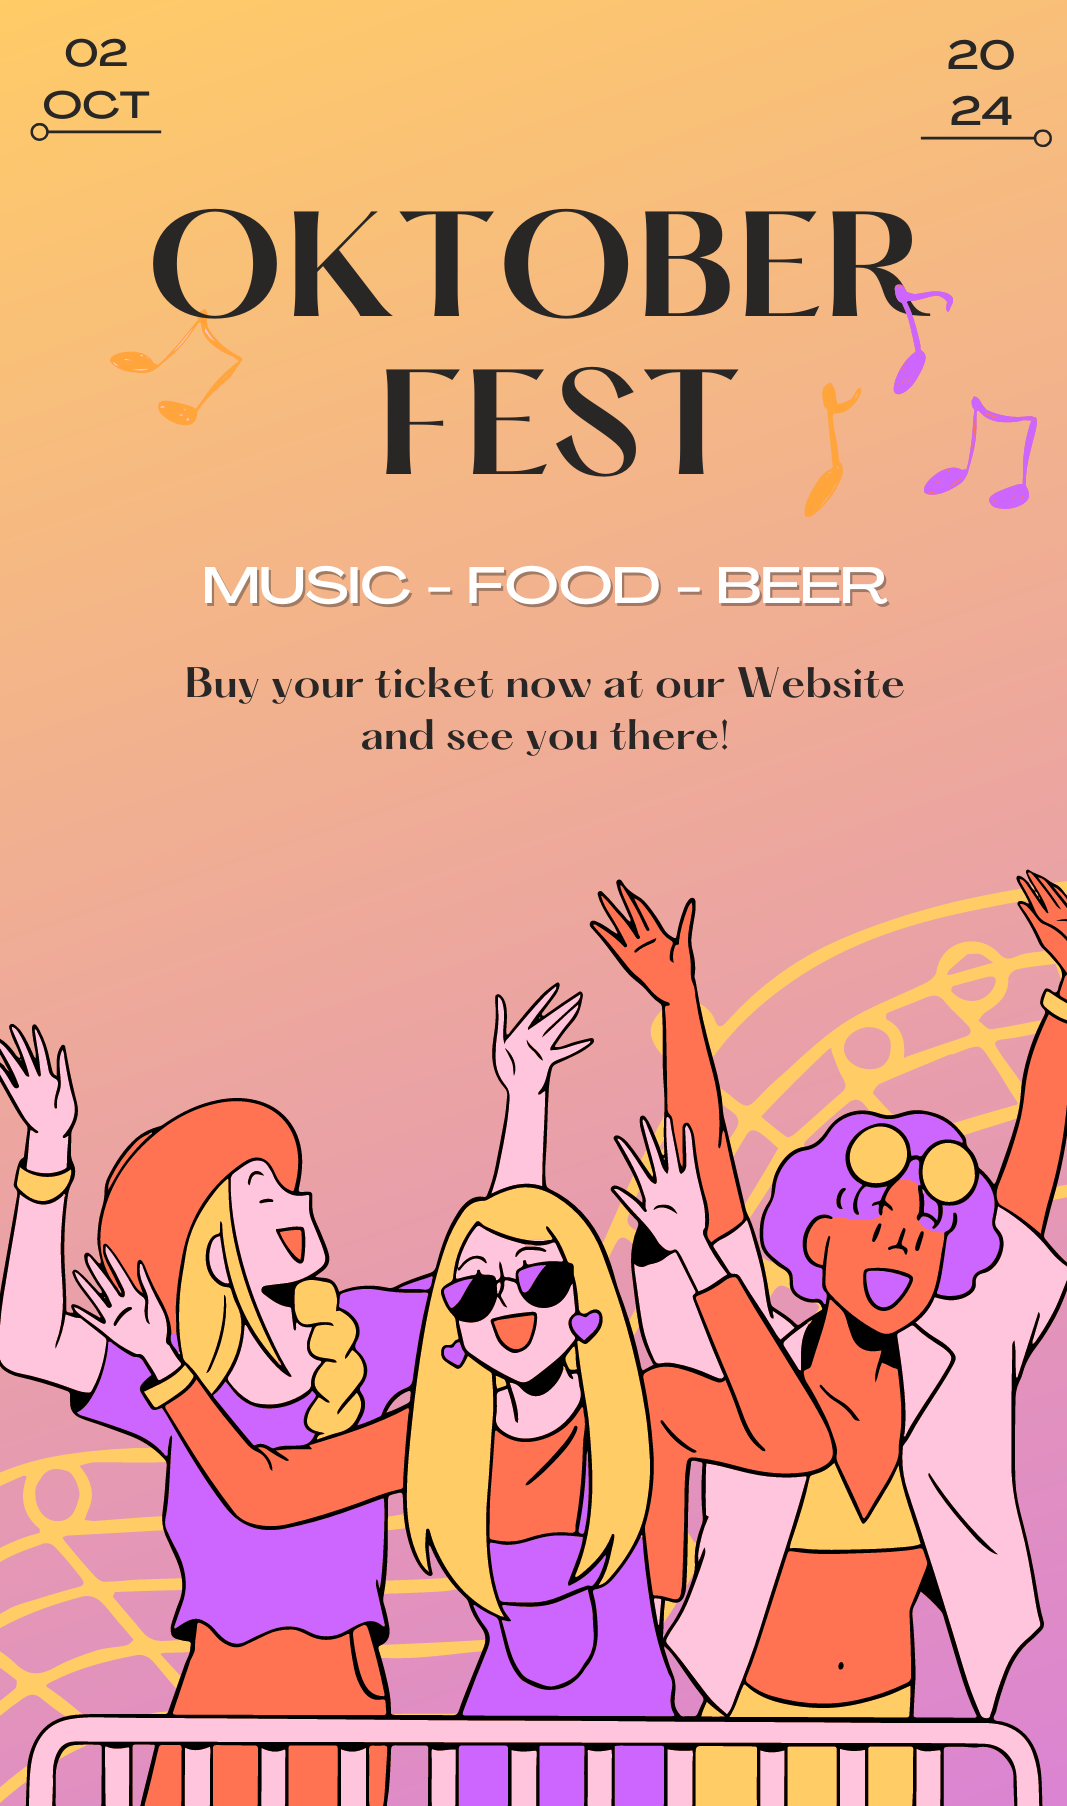 02
OCT
20
24
OKTOBER
FEST
MUSIC - FOOD - BEER
Buy your ticket now at our Website
and see you there!